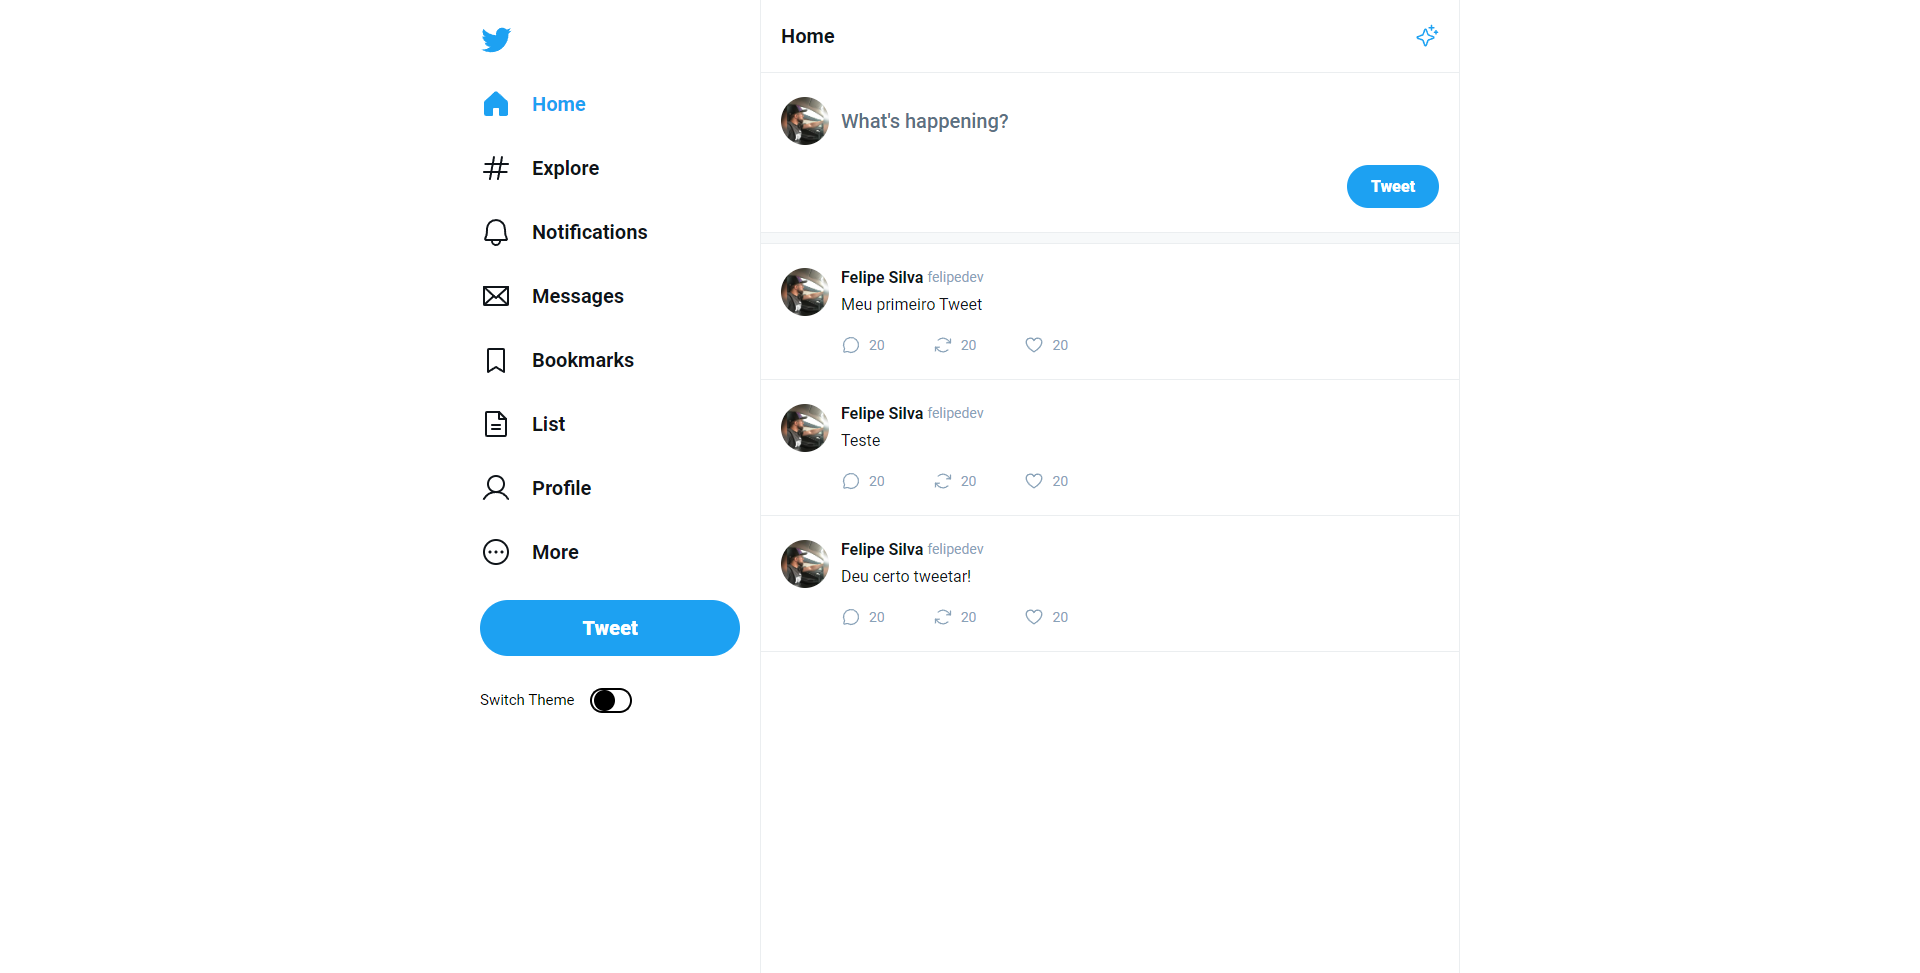 Home
Explore
Notifications
Messages
Bookmarks
List
Profile
More
Tweet
Switch Theme
Home
What's happening?
Tweet
Felipe Silva felipedev
Meu primeiro Tweet
20 20 20
Felipe Silva felipedev
Teste
20 20 20
Felipe Silva felipedev
Deu certo tweetar!
20 20 20